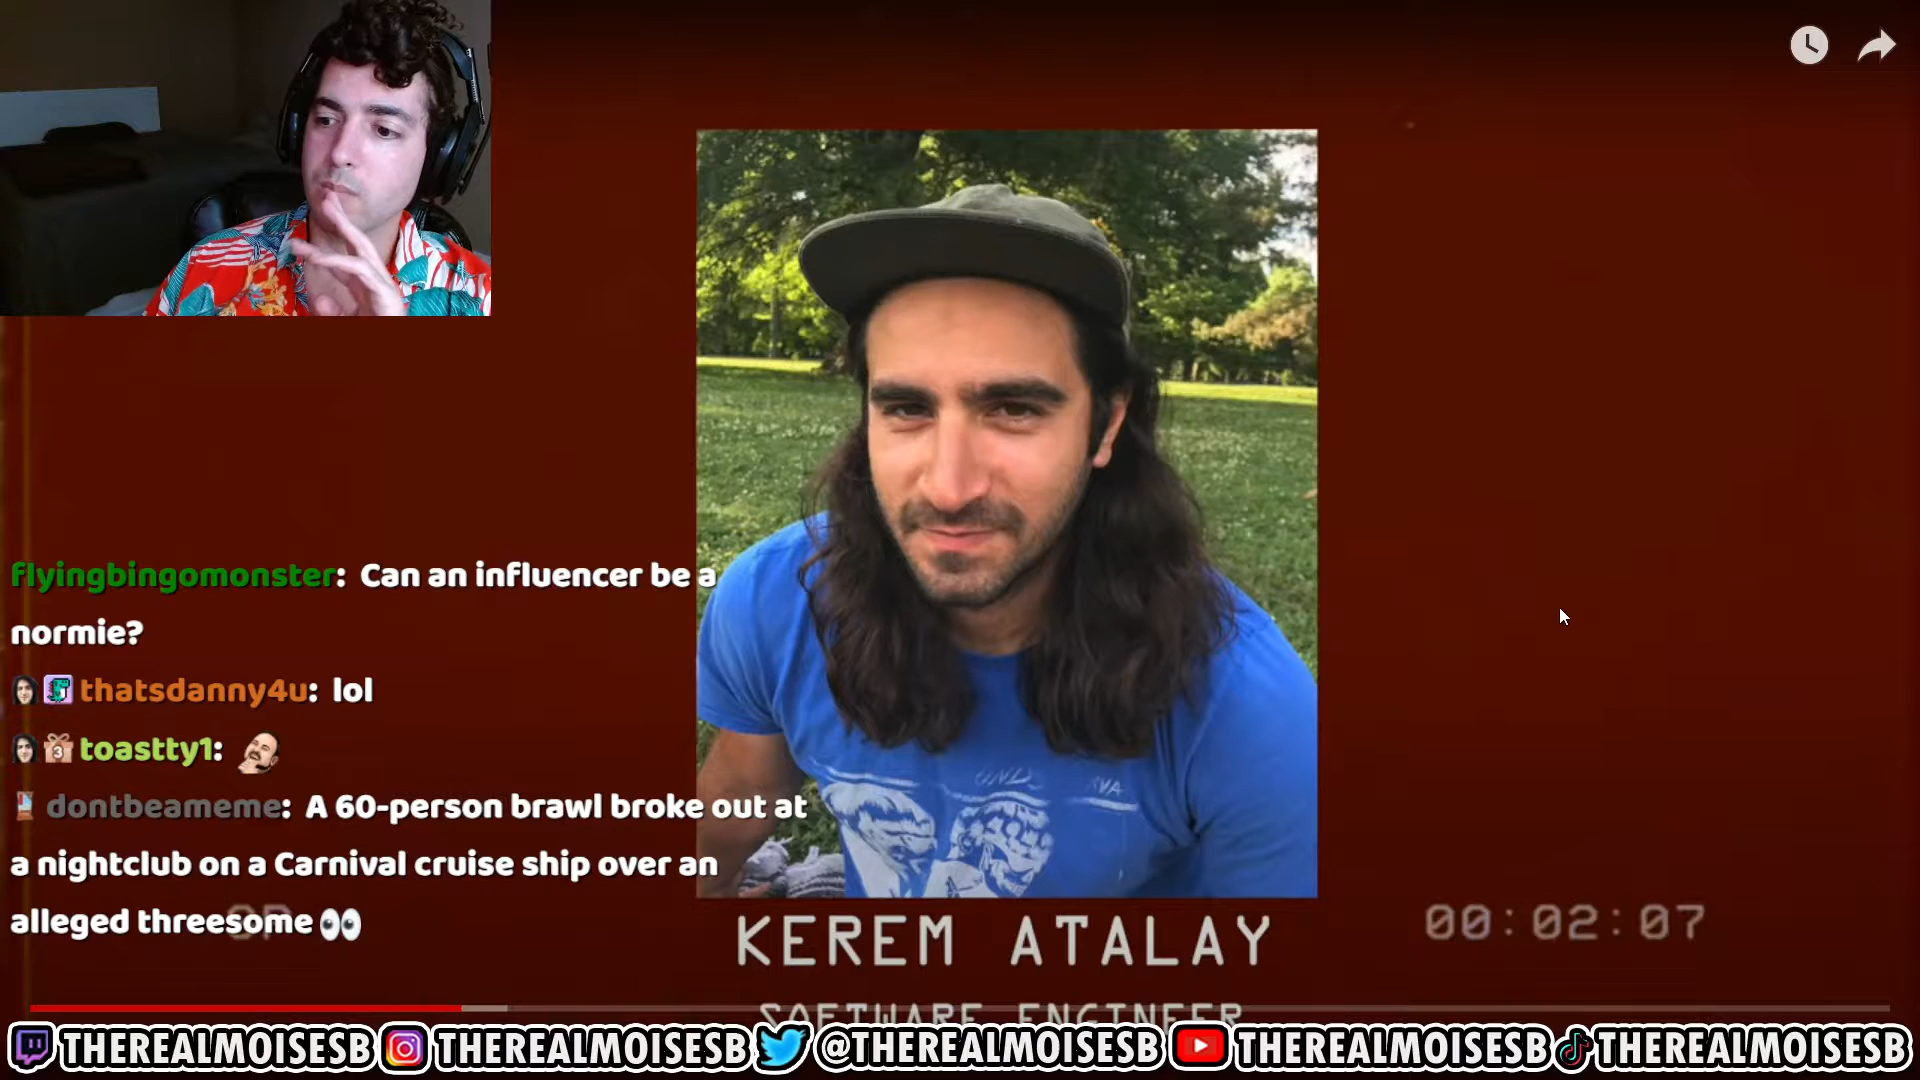 flyingbingomonster: Can an influencer be a
normie?
thatsdanny4u: lol
3 toastty1:
dontbeameme: A 60-person brawl broke out at
a nightclub on a Carnival cruise ship over an
alleged threesome 👀
00:02:07
KEREM ATALAY
SOFTWARE ENGINEER
THEREALMOISESB THEREALMOISESB @THEREALMOISESB THEREALMOISESB THEREALMOISESB